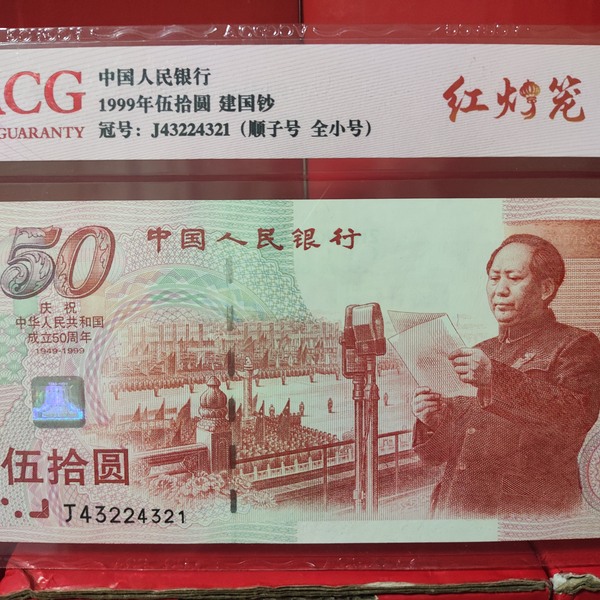 ACG
GUARANTY
中国人民银行
1999年伍拾圆 建国钞
冠号：J43224321（顺子号 全小号）
红灯笼
50
中国人民银行
庆祝
中华人民共和国
成立50周年
1949-1999
伍拾圆
J43224321